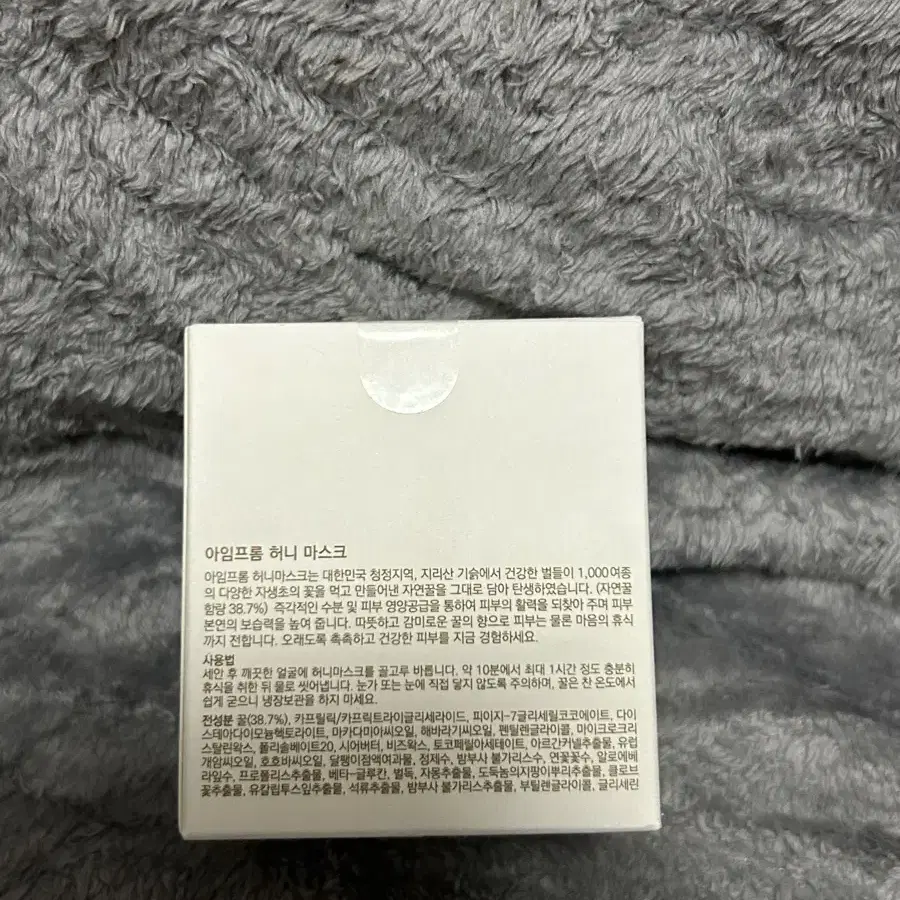 아임프롬 허니 마스크
아임프롬 허니마스크는 대한민국 청정지역, 지리산 기슭에서 건강한 벌들이 1,000여종
의 다양한 자생초의 꽃을 먹고 만들어낸 자연꿀을 그대로 담아 탄생하였습니다. (자연꿀
함량 38.7%) 즉각적인 수분 및 피부 영양공급을 통하여 피부의 활력을 되찾아 주며 피부
본연의 보습력을 높여 줍니다. 따뜻하고 감미로운 꿀의 향으로 피부는 물론 마음의 휴식
까지 전합니다. 오래도록 촉촉하고 건강한 피부를 지금 경험하세요.
사용법
세안 후 깨끗한 얼굴에 허니마스크를 골고루 바릅니다. 약 10분에서 최대 1시간 정도 충분히
휴식을 취한 뒤 물로 씻어냅니다. 눈가 또는 눈에 직접 닿지 않도록 주의하며, 꿀은 찬 온도에서
쉽게 굳으니 냉장보관을 하지 마세요.
전성분 꿀(38.7%), 카프릴릭/카프릭트라이글리세라이드, 피이지-7글리세릴코코에이트, 다이
스테아다이모늄헥토라이트, 마카다미아씨오일, 해바라기씨오일, 펜틸렌글라이콜, 마이크로크리
스탈린왁스, 폴리솔베이트20, 시어버터, 비즈왁스, 토코페릴아세테이트, 아르간커넬추출물, 유럽
개암씨오일, 호호바씨오일, 달팽이점액여과물, 정제수, 밤부사 불가리스수, 연꽃꽃수, 알로에베
라잎수, 프로폴리스추출물, 베타-글루칸, 벌독, 자몽추출물, 도둑놈의지팡이뿌리추출물, 클로브
꽃추출물, 유칼립투스잎추출물, 석류추출물, 밤부사 불가리스추출물, 부틸렌글라이콜, 글리세린